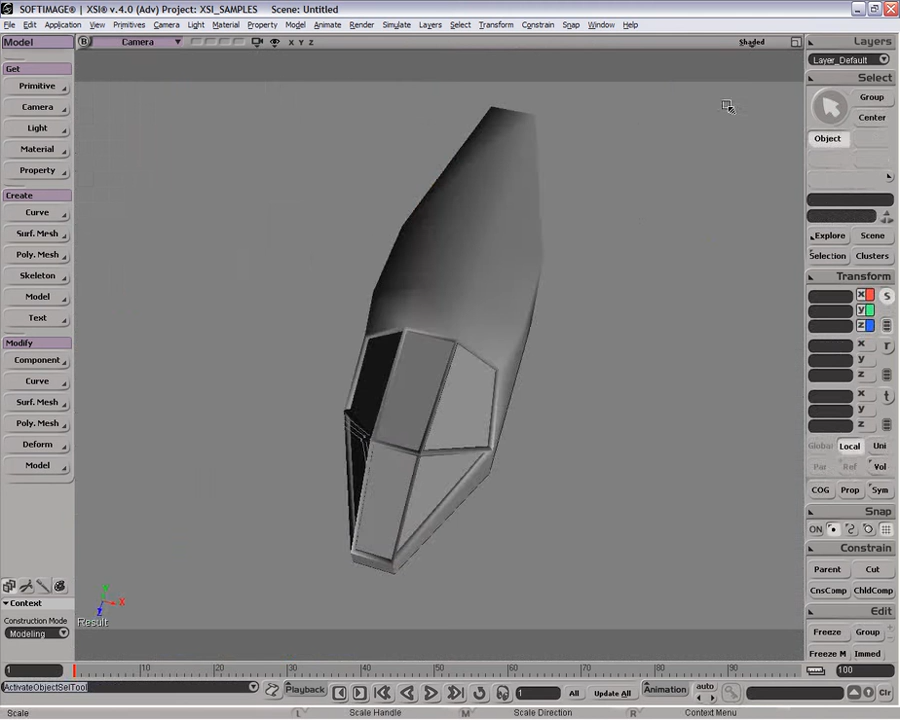 SOFTIMAGE® | XSI® v.4.0 (Adv) Project: XSI_SAMPLES Scene: Untitled
File Edit Application View Primitives Camera Light Material Property Create Model Animate Render Simulate Layers Select Transform Constrain Snap Window Help
Model
B Camera X Y Z Shaded
Get
Primitive
Camera
Light
Material
Property
Create
Curve
Surf. Mesh
Poly. Mesh
Skeleton
Model
Text
Modify
Component
Curve
Surf. Mesh
Poly. Mesh
Deform
Model
Context
Construction Mode
Modeling
Y
X
Z
Result
Layers
Layer_Default
Select
Group
Center
Object
Explore Scene
Selection Clusters
Transform
x s
y
z
x r
y
z
x t
y
z
Global Local Uni
Par Ref Vol
COG Prop Sym
Snap
ON
Constrain
Parent Cut
CnsComp ChldComp
Edit
Freeze Group
Freeze M Immed
1 10 20 30 40 50 60 70 80 90 100
ActivateObjectSelTool Playback 1 All Update All Animation auto Clr
Scale L Scale Handle M Scale Direction R Context Menu